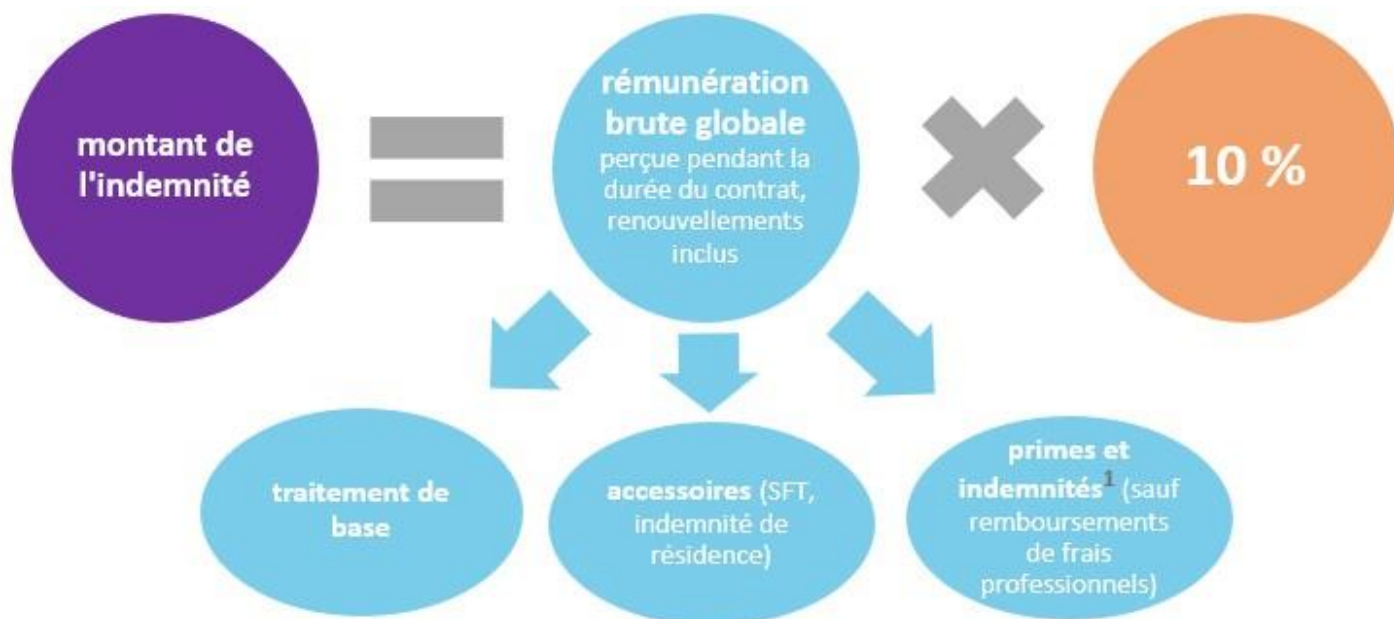 montant de
l'indemnité
rémunération
brute globale
perçue pendant la
durée du contrat,
renouvellements
inclus
10 %
traitement de
base
accessoires (SFT,
indemnité de
résidence)
primes et
indemnités¹ (sauf
remboursements
de frais
professionnels)